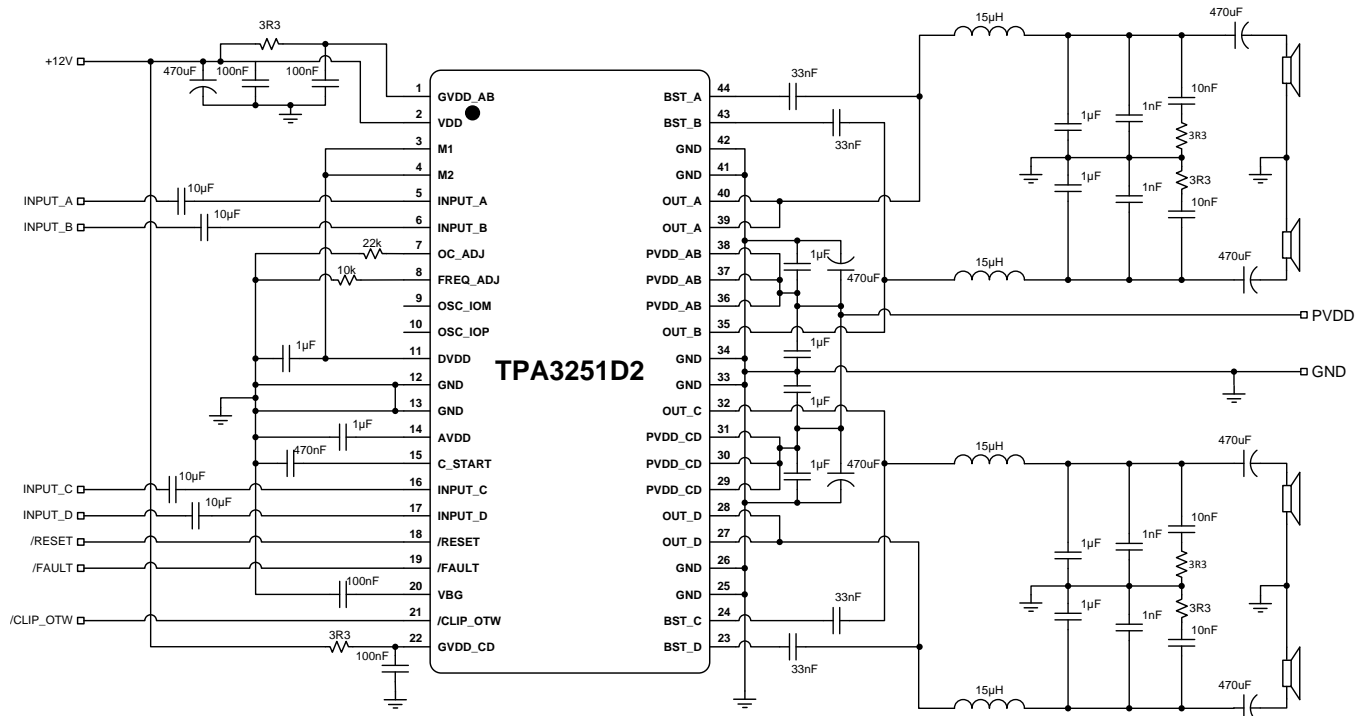 3R3
470uF
15µH
470uF
+12V
470uF
100nF
100nF
33nF
10nF
1 GVDD_AB
BST_A 44
1nF
1µF
3R3
2 VDD
BST_B 43
33nF
3 M1
GND 42
4 M2
GND 41
1µF
1nF
3R3
10nF
INPUT_A
10µF
5 INPUT_A
OUT_A 40
INPUT_B
10µF
6 INPUT_B
OUT_A 39
22k
7 OC_ADJ
PVDD_AB 38
1µF
470uF
15µH
470uF
10k
8 FREQ_ADJ
PVDD_AB 37
9 OSC_IOM
PVDD_AB 36
PVDD
10 OSC_IOP
OUT_B 35
1µF
1µF
11 DVDD
GND 34
TPA3251D2
12 GND
GND 33
GND
13 GND
OUT_C 32
1µF
1µF
14 AVDD
PVDD_CD 31
470nF
15 C_START
PVDD_CD 30
1µF
470uF
15µH
470uF
INPUT_C
10µF
16 INPUT_C
PVDD_CD 29
INPUT_D
10µF
17 INPUT_D
OUT_D 28
10nF
1nF
1µF
3R3
/RESET
18 /RESET
OUT_D 27
/FAULT
19 /FAULT
GND 26
100nF
20 VBG
GND 25
1µF
1nF
3R3
10nF
/CLIP_OTW
21 /CLIP_OTW
BST_C 24
33nF
3R3
100nF
22 GVDD_CD
BST_D 23
33nF
15µH
470uF